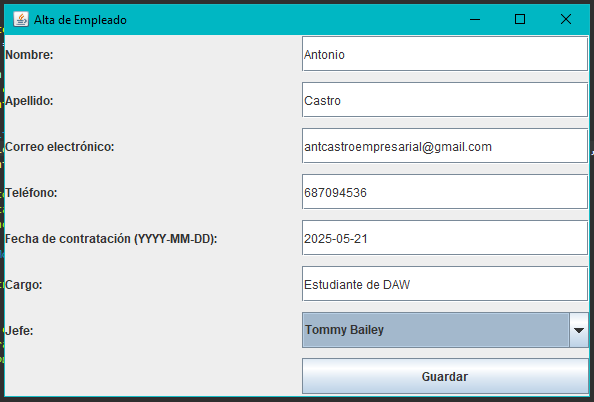 Alta de Empleado
Nombre: Antonio
Apellido: Castro
Correo electrónico: antcastroempresarial@gmail.com
Teléfono: 687094536
Fecha de contratación (YYYY-MM-DD): 2025-05-21
Cargo: Estudiante de DAW
Jefe: Tommy Bailey
Guardar